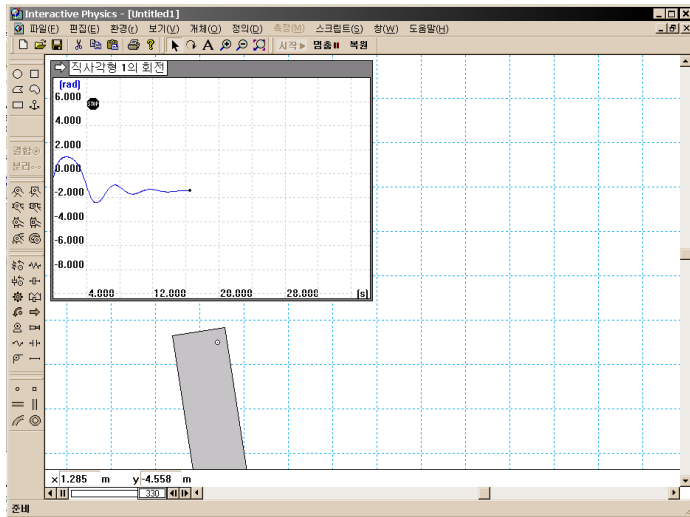 Interactive Physics - [Untitled1]
파일(F) 편집(E) 환경(r) 보기(V) 개체(O) 정의(D) 측정(M) 스크립트(S) 창(W) 도움말(H)
A 시작 멈춤 복원
직사각형 1의 회전
(rad)
6.000
STOP
4.000
2.000
0.000
-2.000
-4.000
-6.000
-8.000
4.000 12.000 20.000 28.000 (s)
결합
분리
x 1.285 m y -4.558 m
330
준비